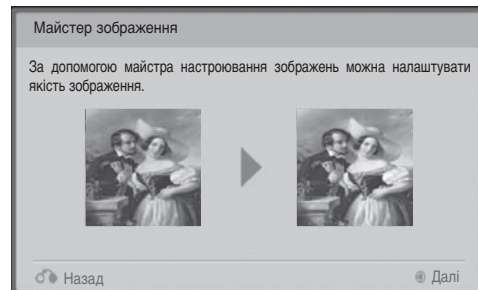 Майстер зображення
За допомогою майстра настроювання зображень можна налаштувати
якість зображення.
Назад
Далі